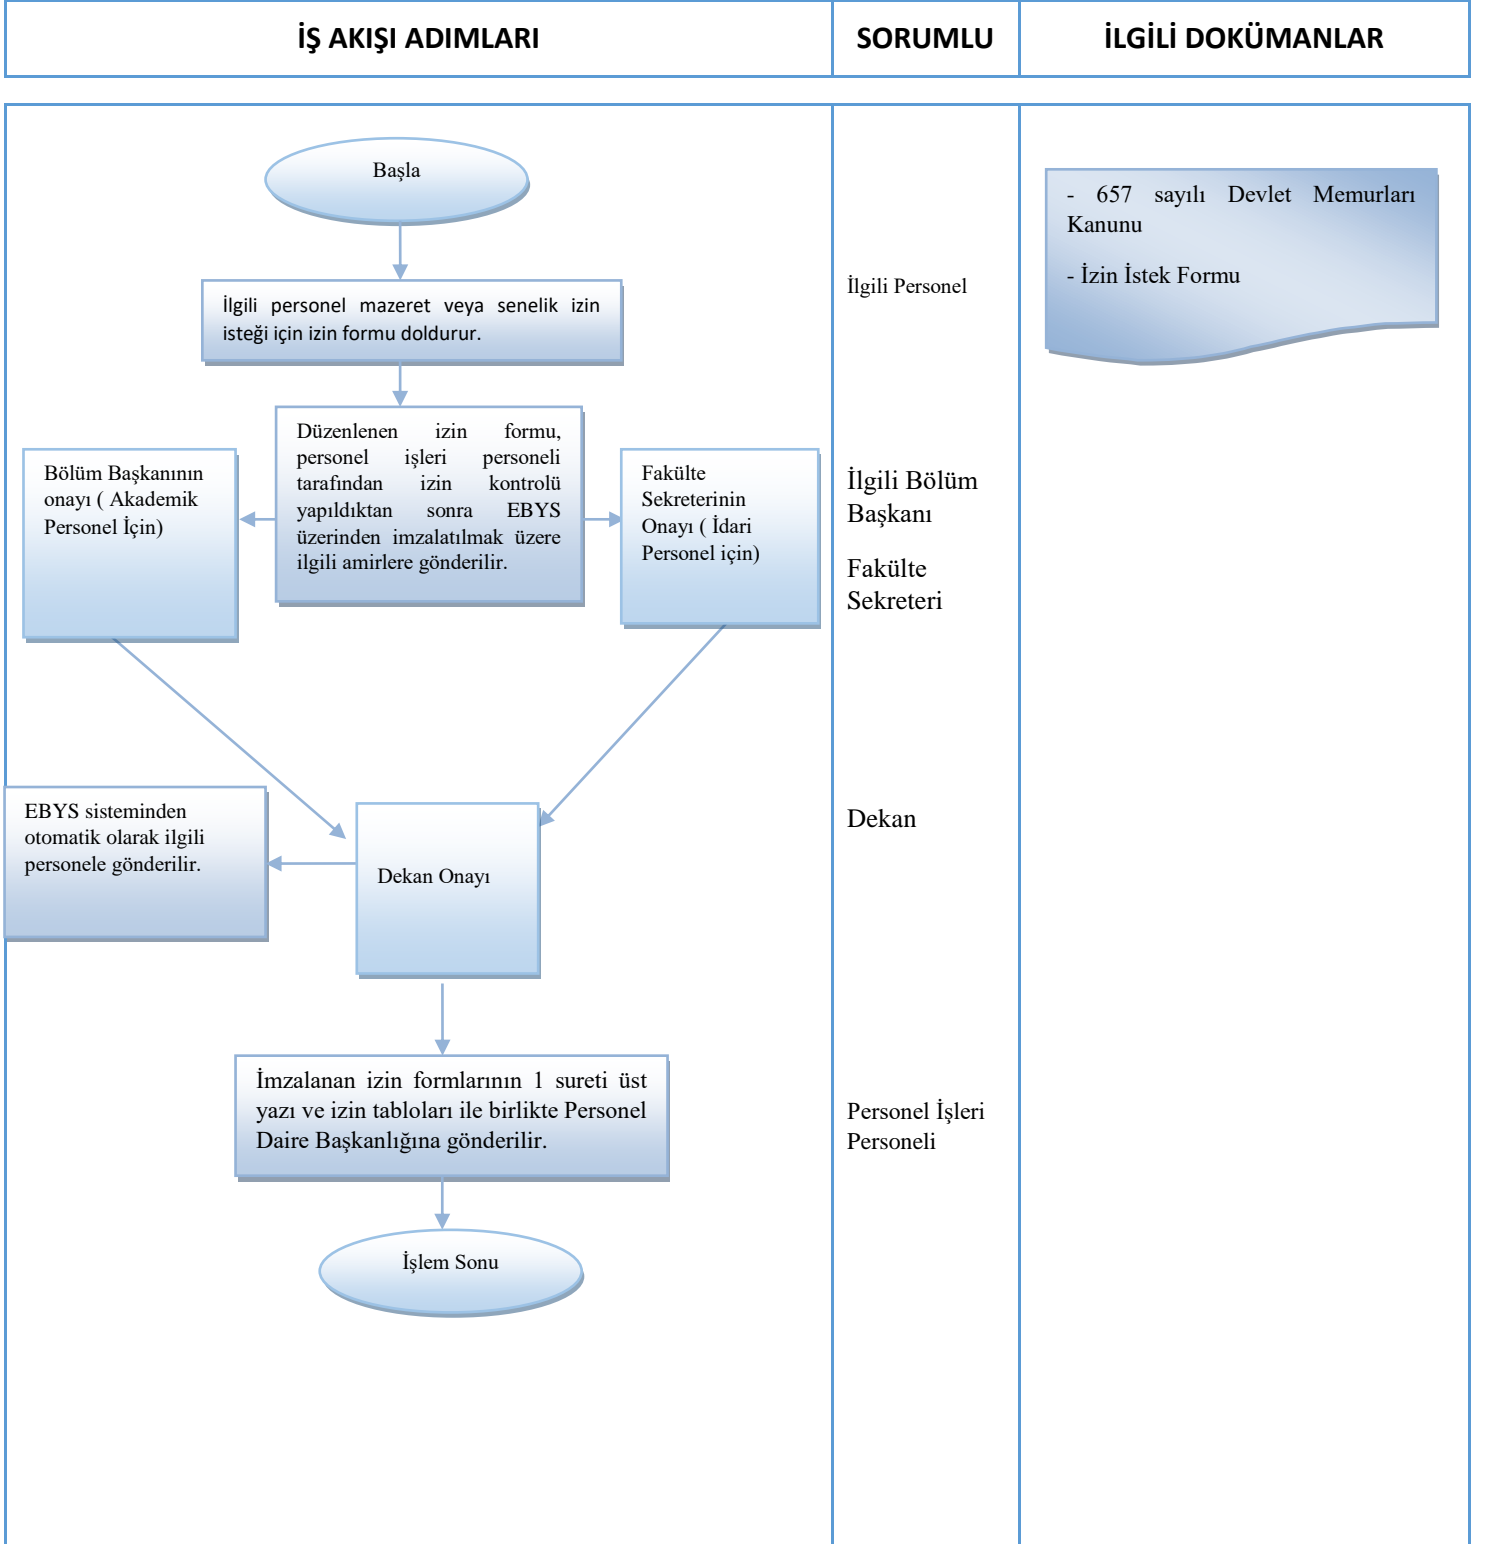 İŞ AKIŞI ADIMLARI
SORUMLU
İLGİLİ DOKÜMANLAR
Başla
İlgili personel mazeret veya senelik izin
isteği için izin formu doldurur.
Düzenlenen izin formu,
personel işleri personeli
tarafından izin kontrolü
yapıldıktan sonra EBYS
üzerinden imzalatılmak üzere
ilgili amirlere gönderilir.
Bölüm Başkanının
onayı ( Akademik
Personel İçin)
Fakülte
Sekreterinin
Onayı ( İdari
Personel için)
EBYS sisteminden
otomatik olarak ilgili
personele gönderilir.
Dekan Onayı
İmzalanan izin formlarının 1 sureti üst
yazı ve izin tabloları ile birlikte Personel
Daire Başkanlığına gönderilir.
İşlem Sonu
İlgili Personel
İlgili Bölüm
Başkanı
Fakülte
Sekreteri
Dekan
Personel İşleri
Personeli
- 657 sayılı Devlet Memurları
Kanunu
- İzin İstek Formu